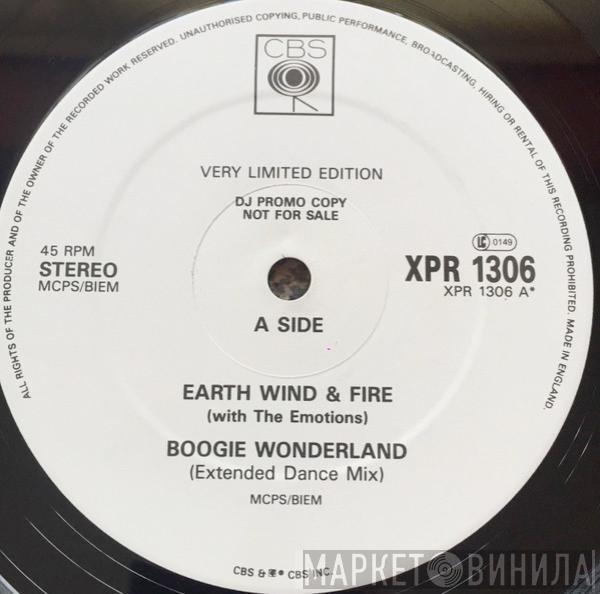 ALL RIGHTS OF THE PRODUCER AND OF THE OWNER OF THE RECORDED WORK RESERVED. UNAUTHORISED COPYING, PUBLIC PERFORMANCE, BROADCASTING, HIRING OR RENTAL OF THIS RECORDING PROHIBITED. MADE IN ENGLAND.
CBS
VERY LIMITED EDITION
DJ PROMO COPY
NOT FOR SALE
45 RPM
STEREO
MCPS/BIEM
LC 0149
XPR 1306
XPR 1306 A*
A SIDE
EARTH WIND & FIRE
(with The Emotions)
BOOGIE WONDERLAND
(Extended Dance Mix)
MCPS/BIEM
CBS & CBS INC.
МАРКЕТ ВИНИЛА